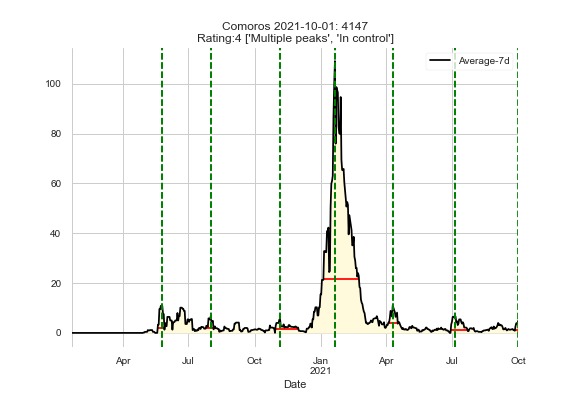 Comoros 2021-10-01: 4147
Rating:4 ['Multiple peaks', 'In control']
Average-7d
100
80
60
40
20
0
Apr Jul Oct Jan Apr Jul Oct
2021
Date